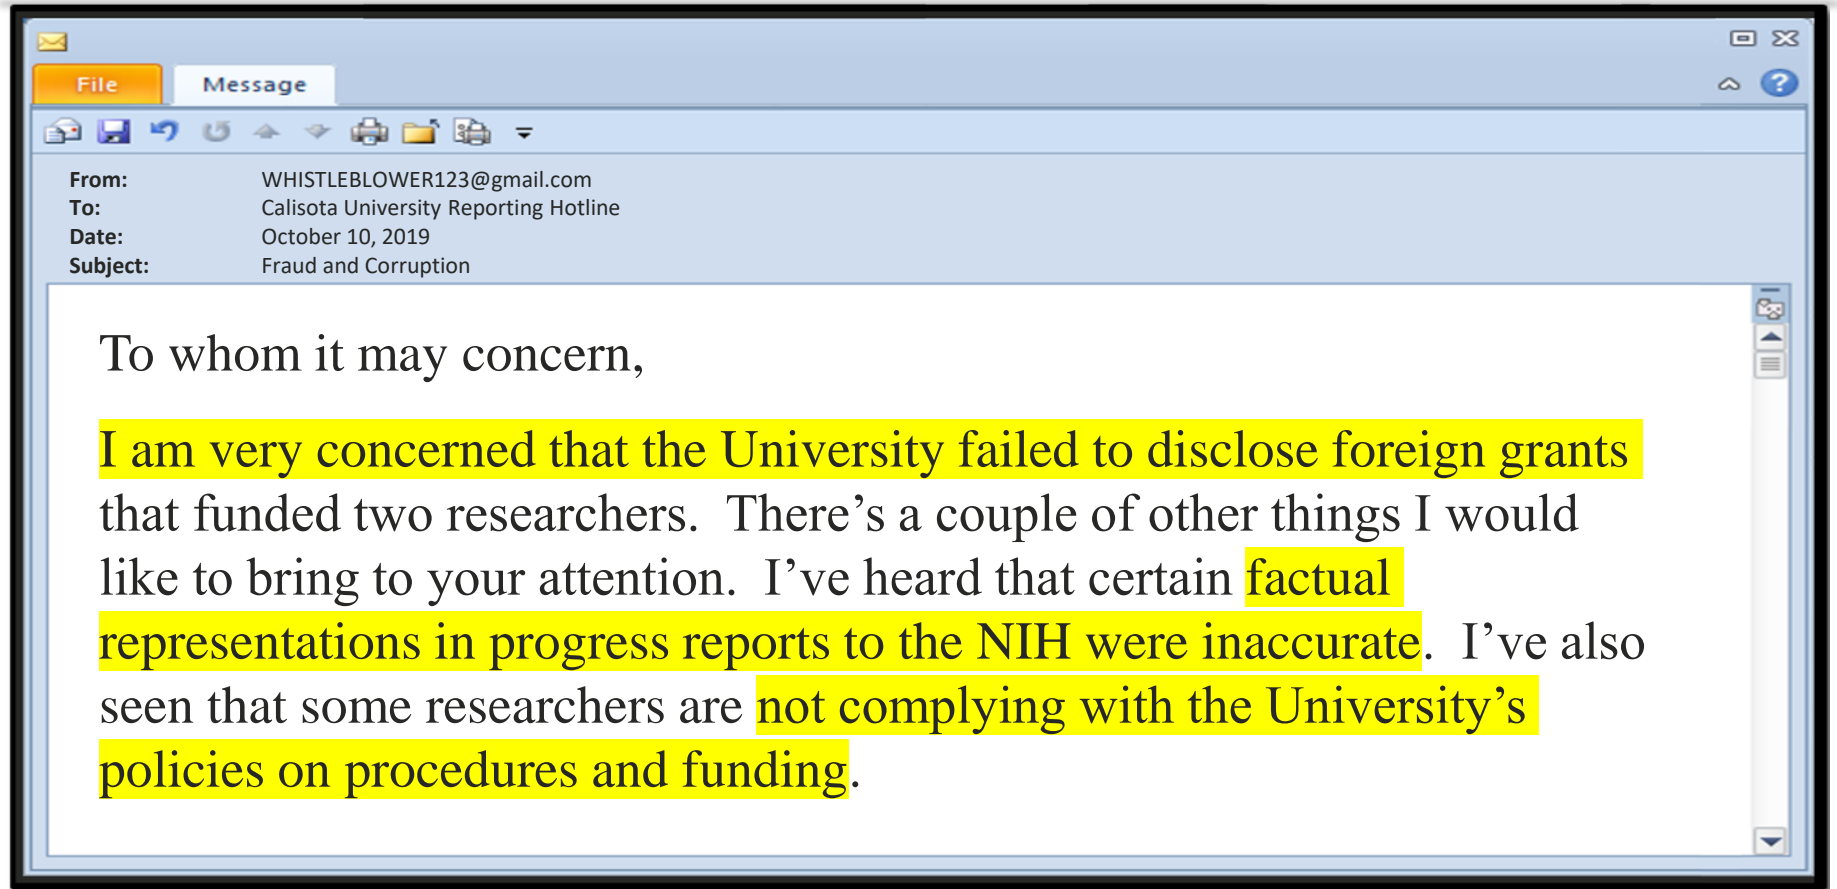 File Message
From: WHISTLEBLOWER123@gmail.com
To: Calisota University Reporting Hotline
Date: October 10, 2019
Subject: Fraud and Corruption
To whom it may concern,
I am very concerned that the University failed to disclose foreign grants
that funded two researchers.  There’s a couple of other things I would
like to bring to your attention.  I’ve heard that certain factual
representations in progress reports to the NIH were inaccurate.  I’ve also
seen that some researchers are not complying with the University’s
policies on procedures and funding.